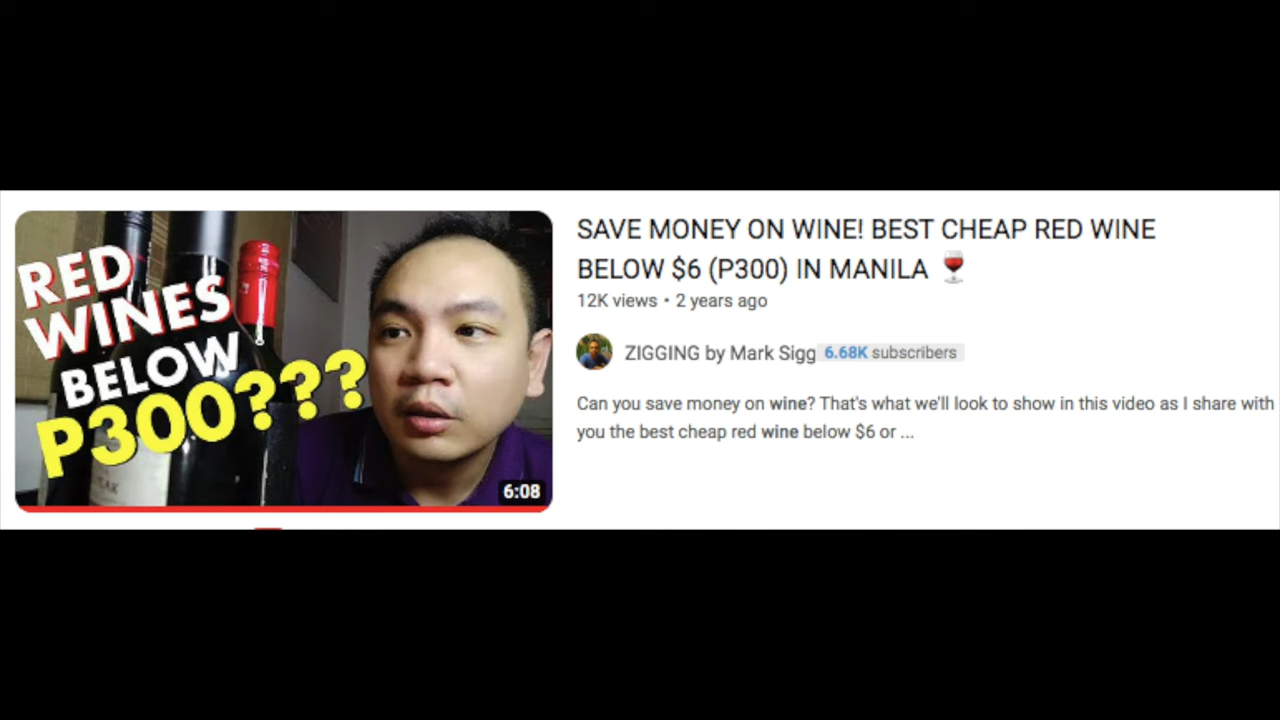 RED
WINES
BELOW
P300???
6:08
SAVE MONEY ON WINE! BEST CHEAP RED WINE
BELOW $6 (P300) IN MANILA 🍷
12K views • 2 years ago
ZIGGING by Mark Sigg 6.68K subscribers
Can you save money on wine? That's what we'll look to show in this video as I share with
you the best cheap red wine below $6 or ...